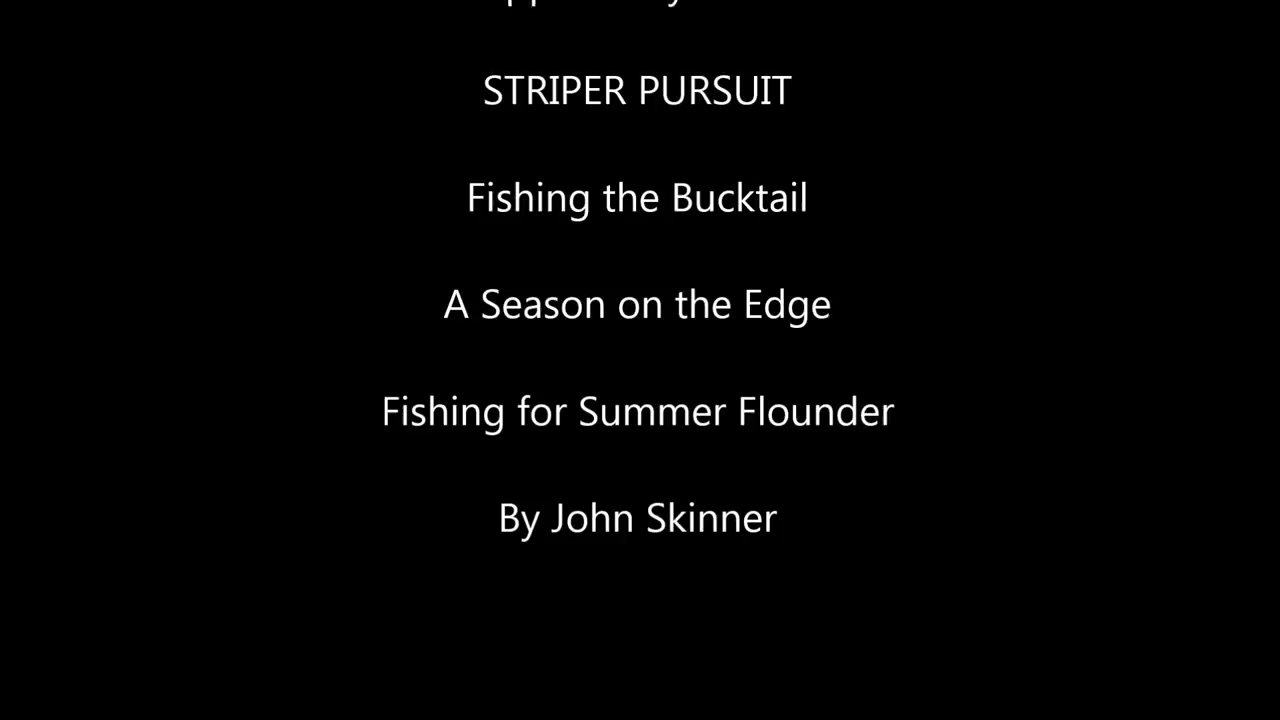 STRIPER PURSUIT
Fishing the Bucktail
A Season on the Edge
Fishing for Summer Flounder
By John Skinner